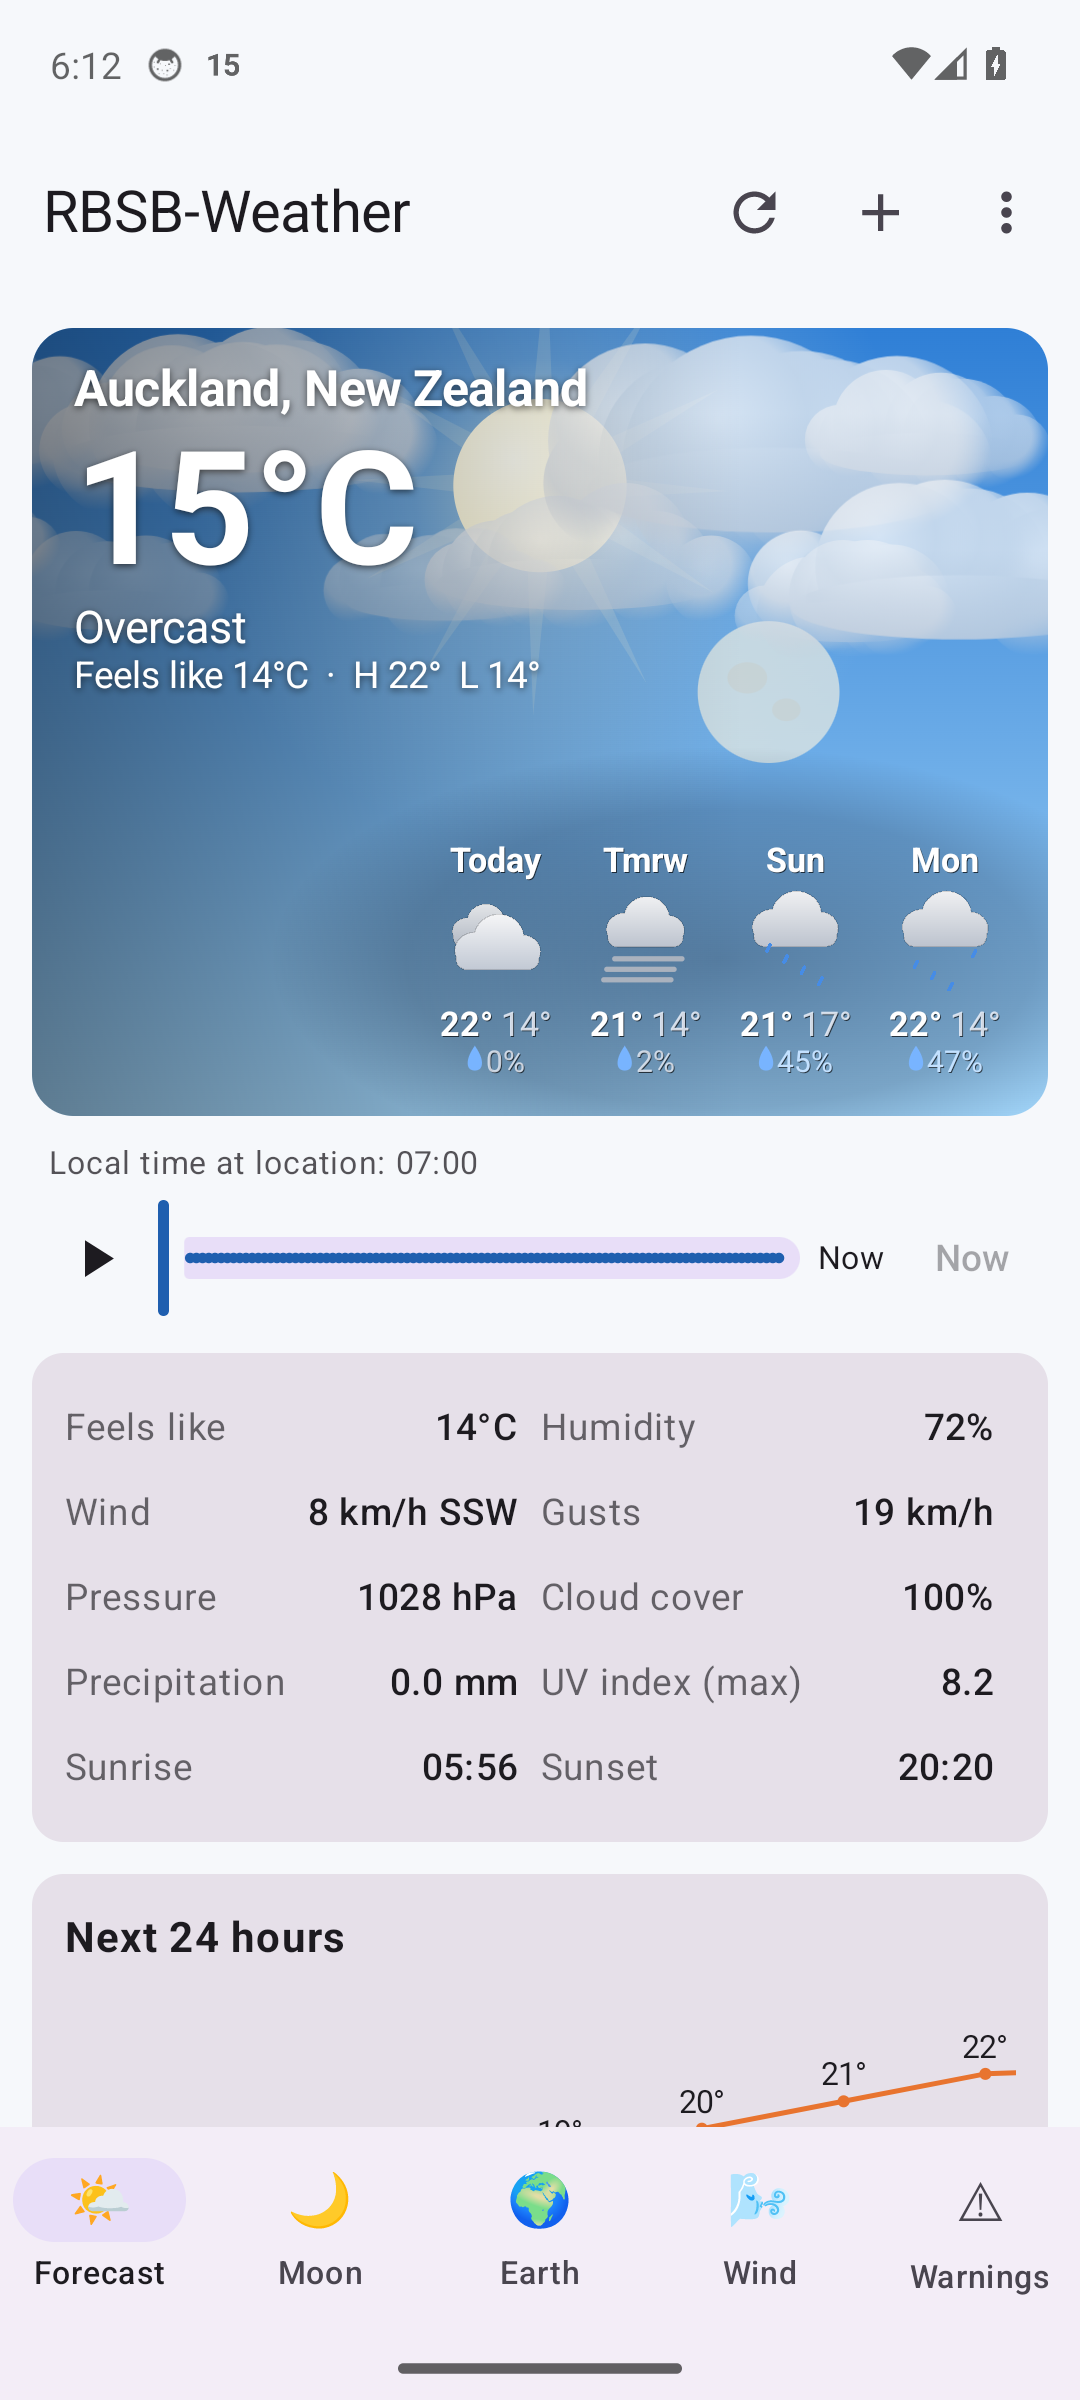 6:12 15
RBSB-Weather
Auckland, New Zealand
15°C
Overcast
Feels like 14°C · H 22° L 14°
Today Tmrw Sun Mon
22° 14° 21° 14° 21° 17° 22° 14°
0% 2% 45% 47%
Local time at location: 07:00
Now Now
Feels like 14°C Humidity 72%
Wind 8 km/h SSW Gusts 19 km/h
Pressure 1028 hPa Cloud cover 100%
Precipitation 0.0 mm UV index (max) 8.2
Sunrise 05:56 Sunset 20:20
Next 24 hours
22°
21°
20°
Forecast Moon Earth Wind Warnings